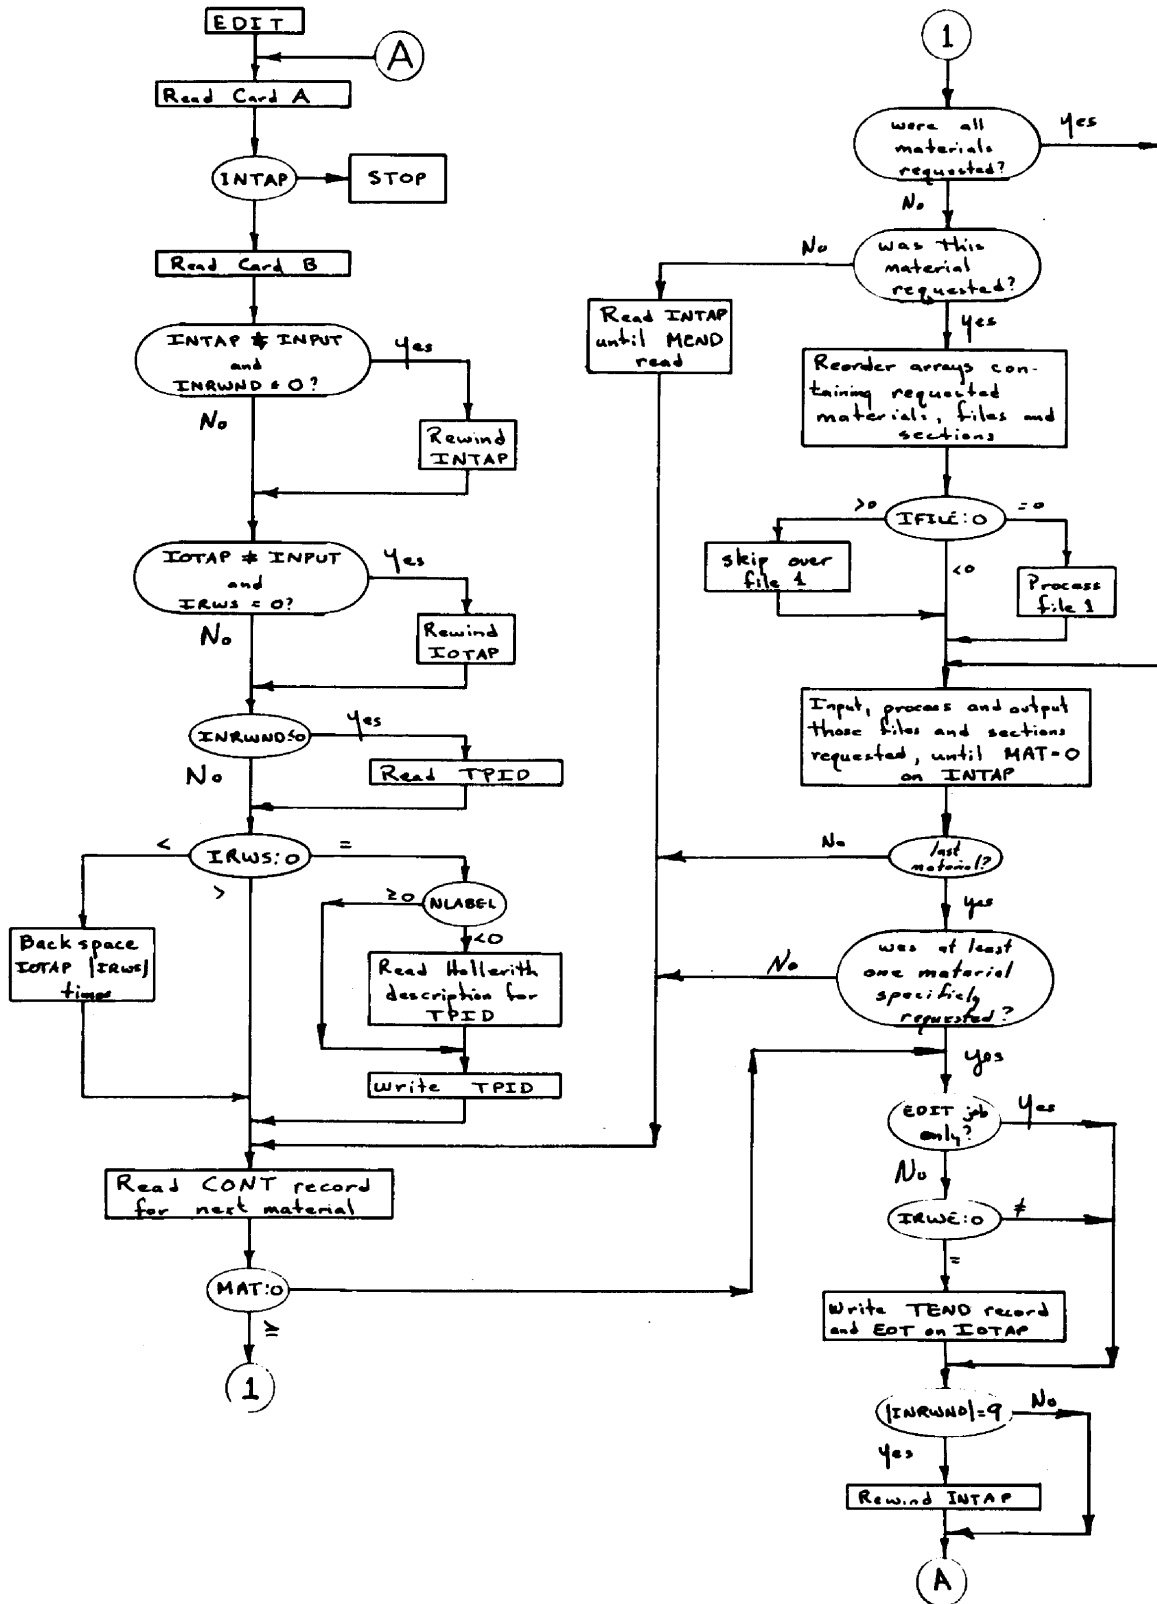 EDIT
A
Read Card A
INTAP
STOP
Read Card B
INTAP ≠ INPUT
and
INRWND ≤ 0?
Yes
No
Rewind
INTAP
IOTAP ≠ INPUT
and
IRWS = 0?
Yes
No
Rewind
IOTAP
INRWND≤0
Yes
No
Read TPID
<
IRWS:0
=
>
Back space
IOTAP |IRWS|
times
≥0
NLABEL
<0
Read Hollerith
description for
TPID
Write TPID
Read CONT record
for next material
MAT:0
1
1
were all
materials
requested?
Yes
No
was this
material
requested?
No
Yes
Read INTAP
until MEND
read
Reorder arrays con-
taining requested
materials, files and
sections
>0
IFILE:0
=0
<0
skip over
file 1
Process
file 1
Input, process and output
those files and sections
requested, until MAT=0
on INTAP
No
last
material?
yes
was at least
one material
specificly
requested?
No
yes
EDIT job
only?
Yes
No
IRWE:0
≠
=
Write TEND record
and EOT on IOTAP
|INRWND|=9
No
Yes
Rewind INTAP
A